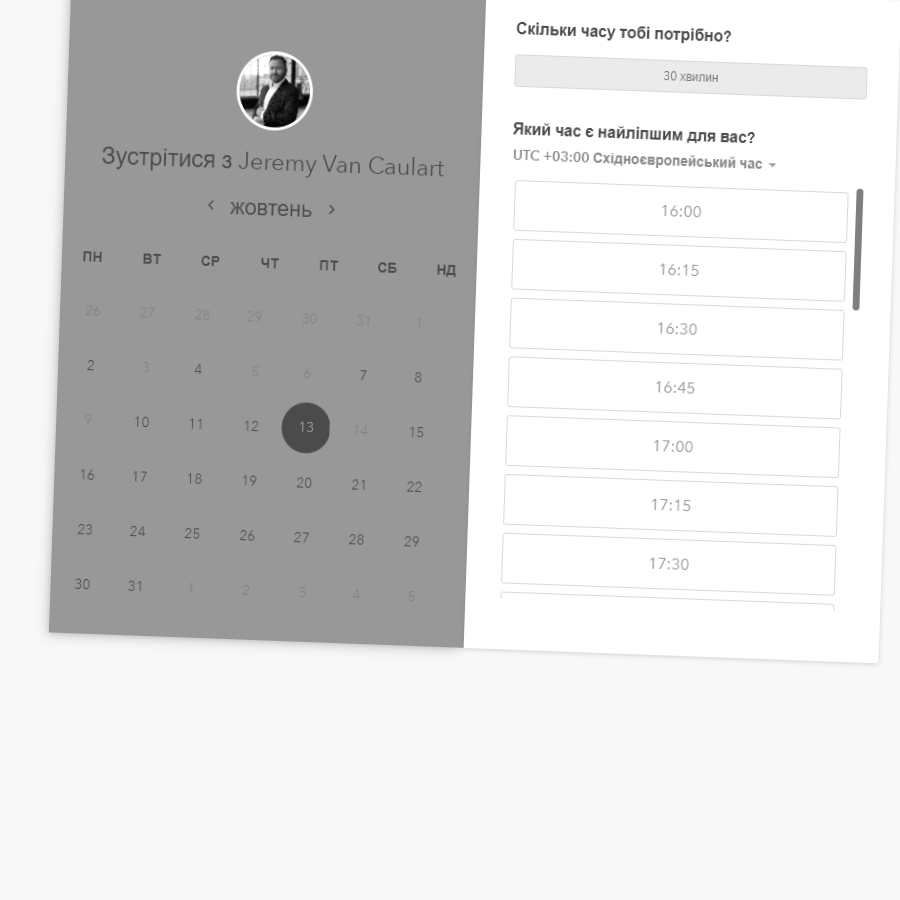 Зустрітися з Jeremy Van Caulart
‹ жовтень ›
ПН ВТ СР ЧТ ПТ СБ НД
26 27 28 29 30 31 1
2 3 4 5 6 7 8
9 10 11 12 13 14 15
16 17 18 19 20 21 22
23 24 25 26 27 28 29
30 31 1 2 3 4 5
Скільки часу тобі потрібно?
30 хвилин
Який час є найліпшим для вас?
UTC +03:00 Східноєвропейський час
16:00
16:15
16:30
16:45
17:00
17:15
17:30